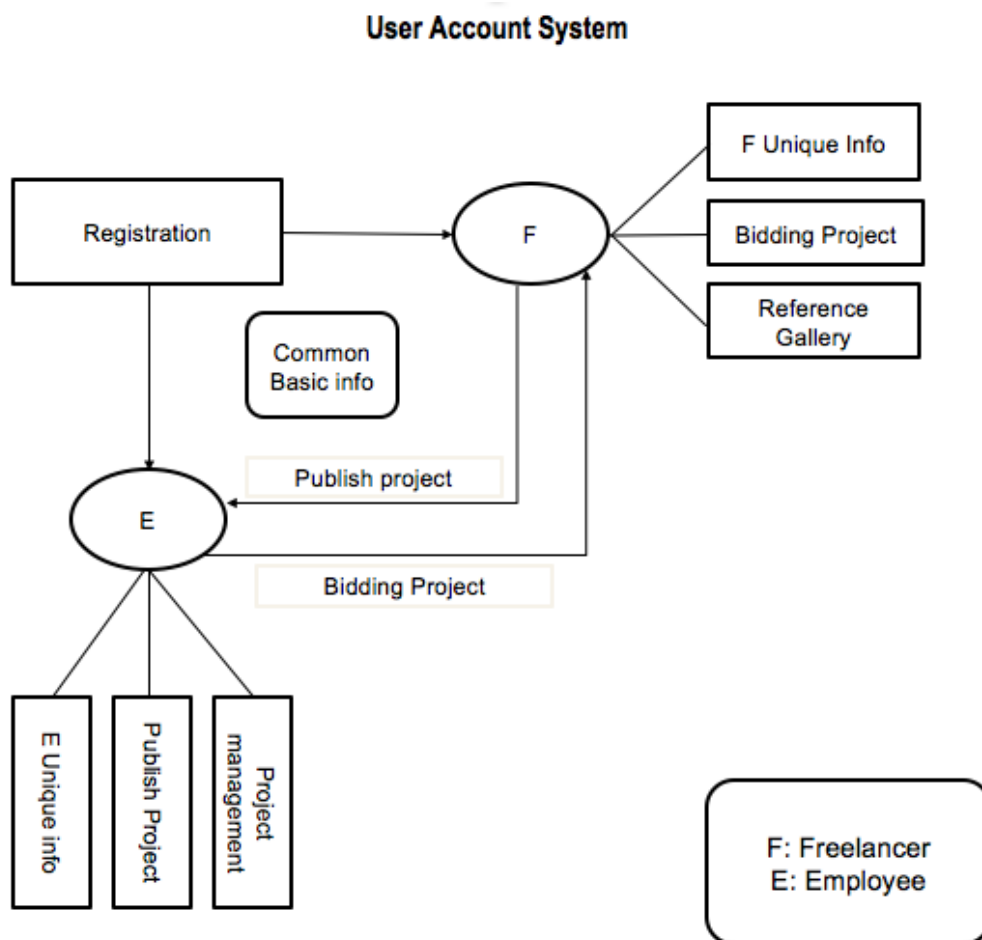 User Account System
F Unique Info
Registration
F
Bidding Project
Reference
Gallery
Common
Basic info
Publish project
E
Bidding Project
E Unique info
Publish Project
Project
management
F: Freelancer
E: Employee